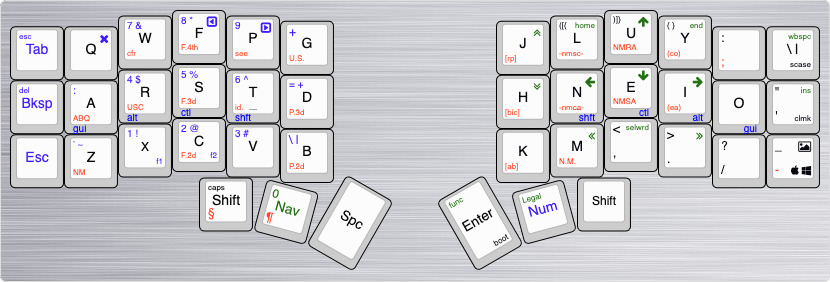 esc
Tab
Q
7 &
W
cfr
8 *
F
F.4th
9
P
see
+
G
U.S.
J
[rp]
([{ home
L
-nmsc-
)]}
U
NMRA
( ) end
Y
(co)
:
;
wbspc
\ |
scase
del
Bksp
:
A
ABQ
gui
4 $
R
USC
alt
5 %
S
F.3d
ctl
6 ^
T
id. __
shft
= +
D
P.3d
H
[bic]
N
-nmca-
shft
E
NMSA
ctl
I
(ea)
alt
O
gui
" ins
'
clmk
Esc
` ~
Z
NM
1 !
X
f1
2 @
C
F.2d f2
3 #
V
\ |
B
P.2d
K
[ab]
M
N.M.
< selwrd
,
>
.
?
/
_
-
caps
Shift
§
0
Nav
¶
Spc
func
Enter
boot
Legal
Num
Shift